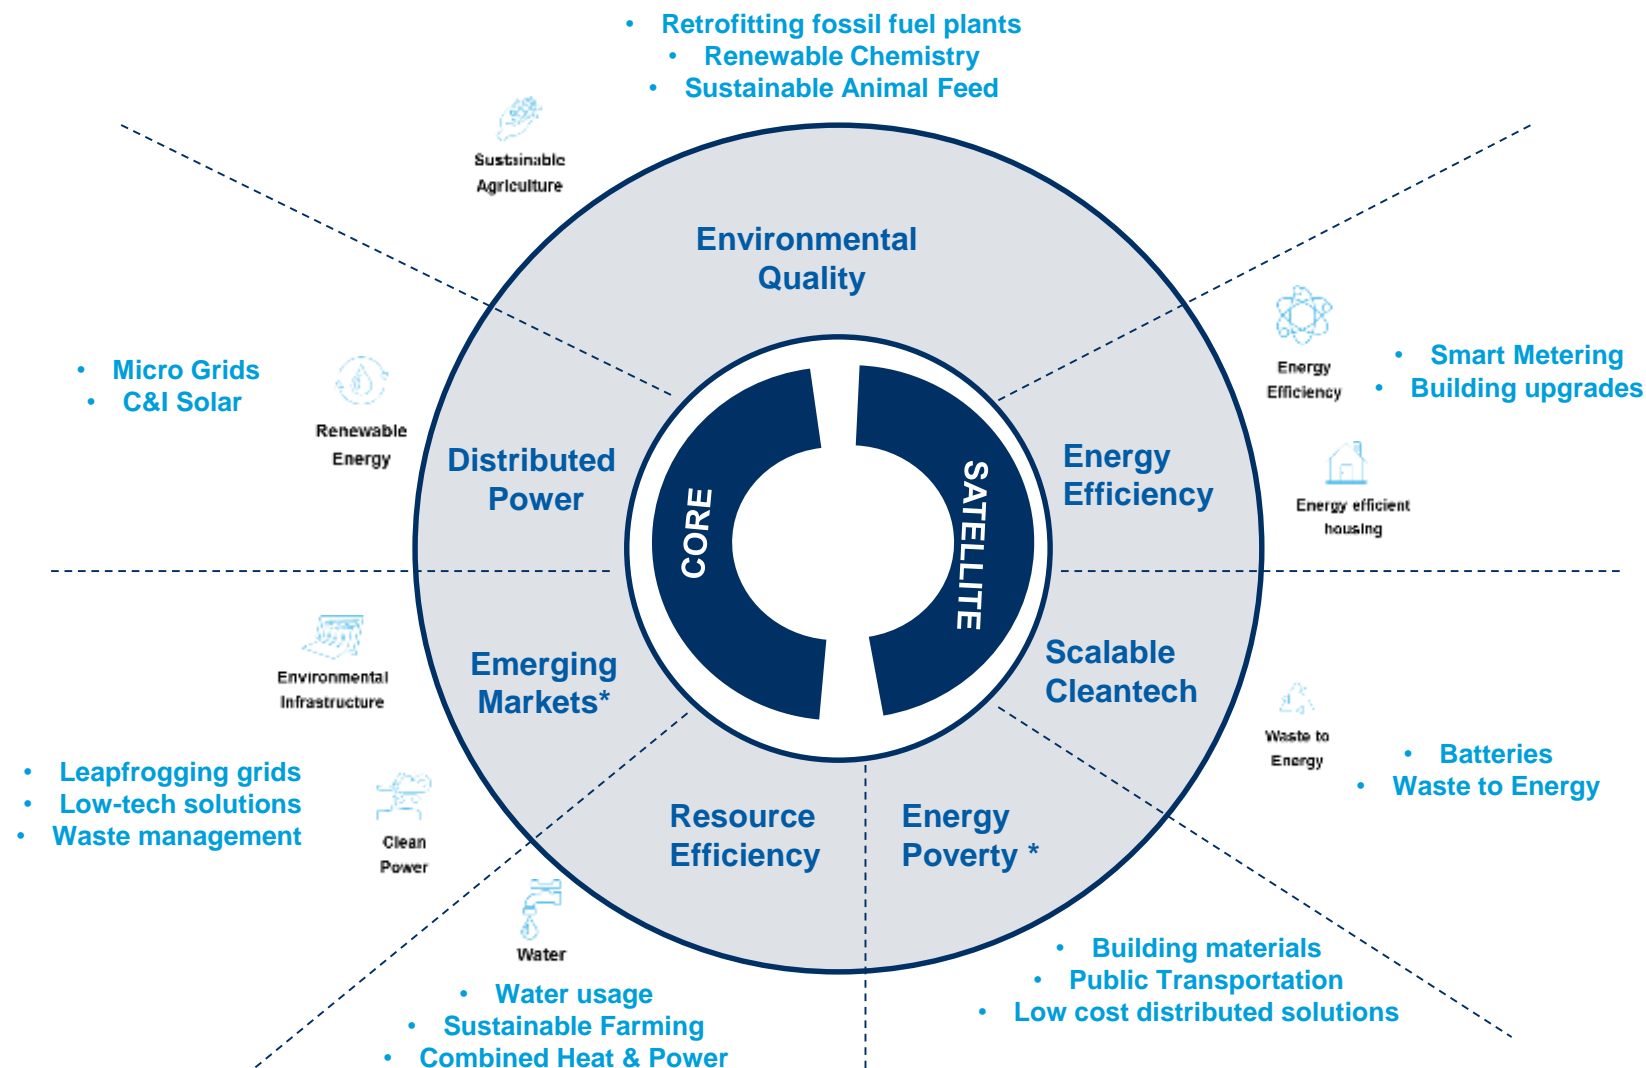 • Retrofitting fossil fuel plants
• Renewable Chemistry
• Sustainable Animal Feed
Sustainable
Agriculture
Environmental
Quality
• Micro Grids
• C&I Solar
Renewable
Energy
Distributed
Power
CORE
SATELLITE
Energy
Efficiency
Energy
Efficiency
• Smart Metering
• Building upgrades
Energy efficient
housing
Environmental
Infrastructure
Emerging
Markets*
Scalable
Cleantech
Waste to
Energy
• Batteries
• Waste to Energy
• Leapfrogging grids
• Low-tech solutions
• Waste management
Clean
Power
Resource
Efficiency
Energy
Poverty *
Water
• Water usage
• Sustainable Farming
• Combined Heat & Power
• Building materials
• Public Transportation
• Low cost distributed solutions